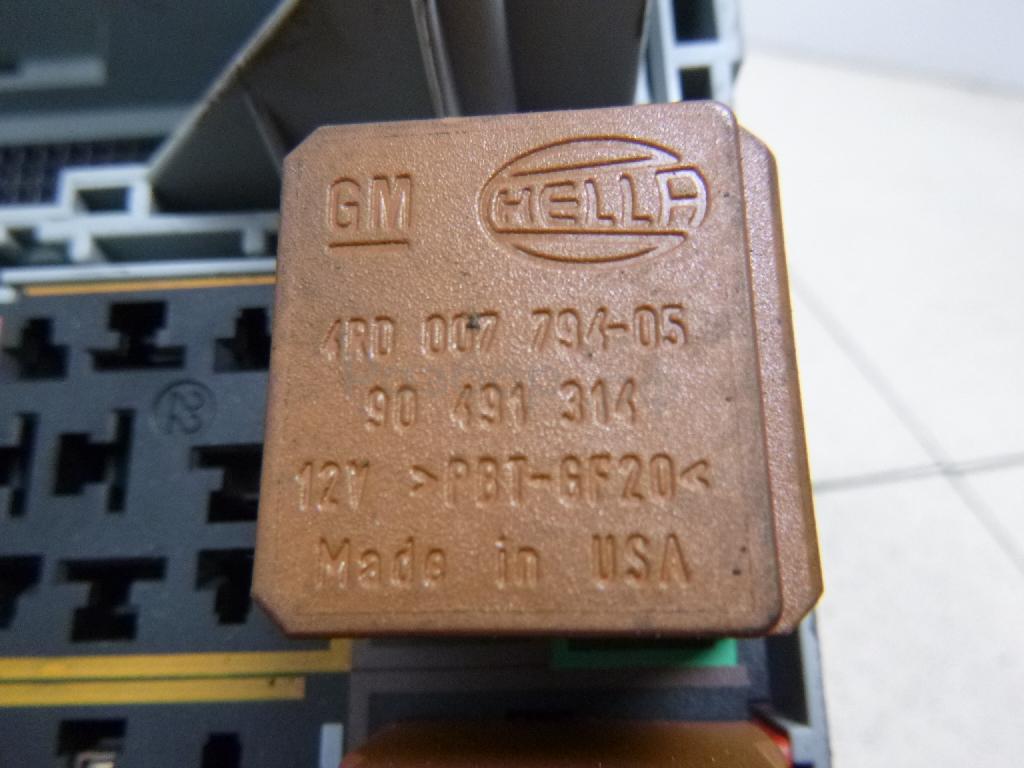 GM HELLA
4RD 007 794-05
90 491 314
12V >PBT-GF20<
Made in USA